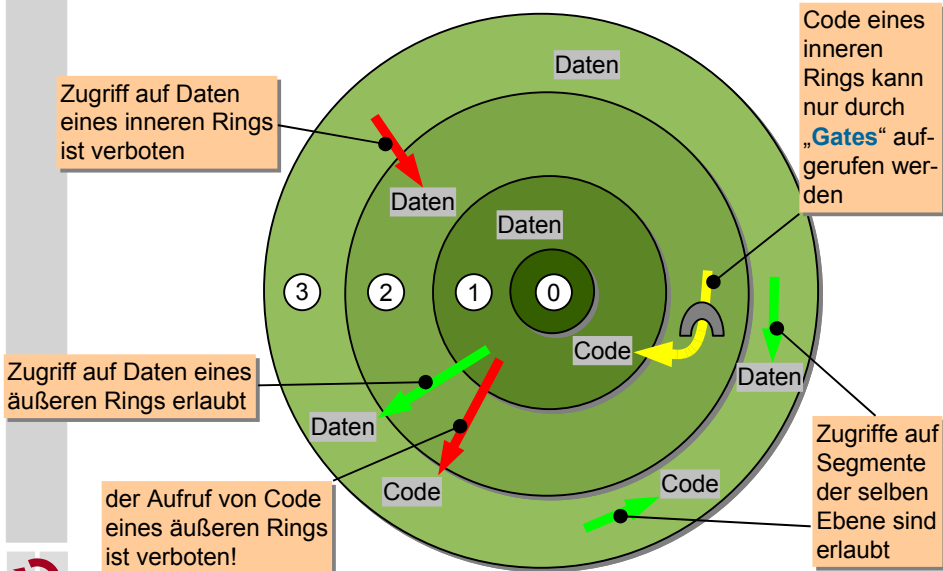 Code eines
inneren
Rings kann
nur durch
„Gates“ auf-
gerufen wer-
den
Daten
Zugriff auf Daten
eines inneren Rings
ist verboten
Daten
Daten
3
2
1
0
Code
Daten
Zugriff auf Daten eines
äußeren Rings erlaubt
Daten
Code
Code
Zugriffe auf
Segmente
der selben
Ebene sind
erlaubt
der Aufruf von Code
eines äußeren Rings
ist verboten!